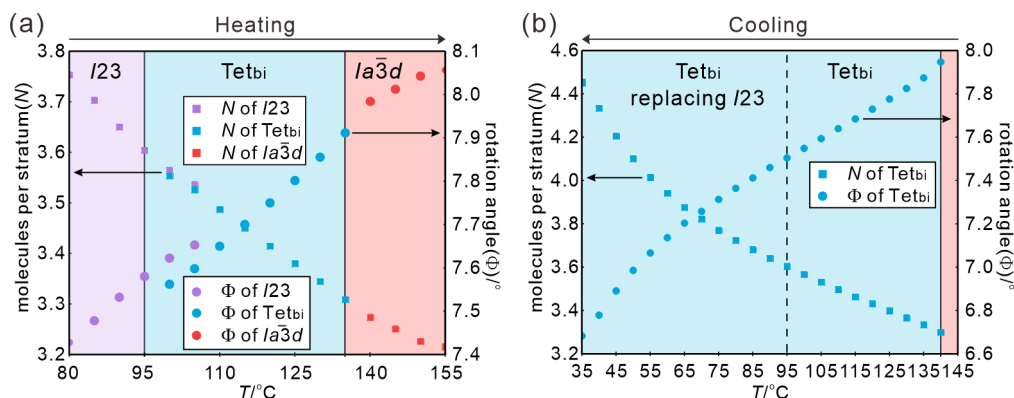 (a)
Heating
I23
Tetbi
Ia3̄d
N of I23
N of Tetbi
N of Ia3̄d
Φ of I23
Φ of Tetbi
Φ of Ia3̄d
molecules per stratum(N)
3.8
3.7
3.6
3.5
3.4
3.3
3.2
rotation angle(Φ)/°
8.1
8.0
7.9
7.8
7.7
7.6
7.5
7.4
80 95 110 125 140 155
T/°C
(b)
Cooling
Tetbi
replacing I23
Tetbi
N of Tetbi
Φ of Tetbi
molecules per stratum(N)
4.6
4.4
4.2
4.0
3.8
3.6
3.4
3.2
rotation angle(Φ)/°
8.0
7.8
7.6
7.4
7.2
7.0
6.8
6.6
35 45 55 65 75 85 95 105 115 125 135 145
T/°C